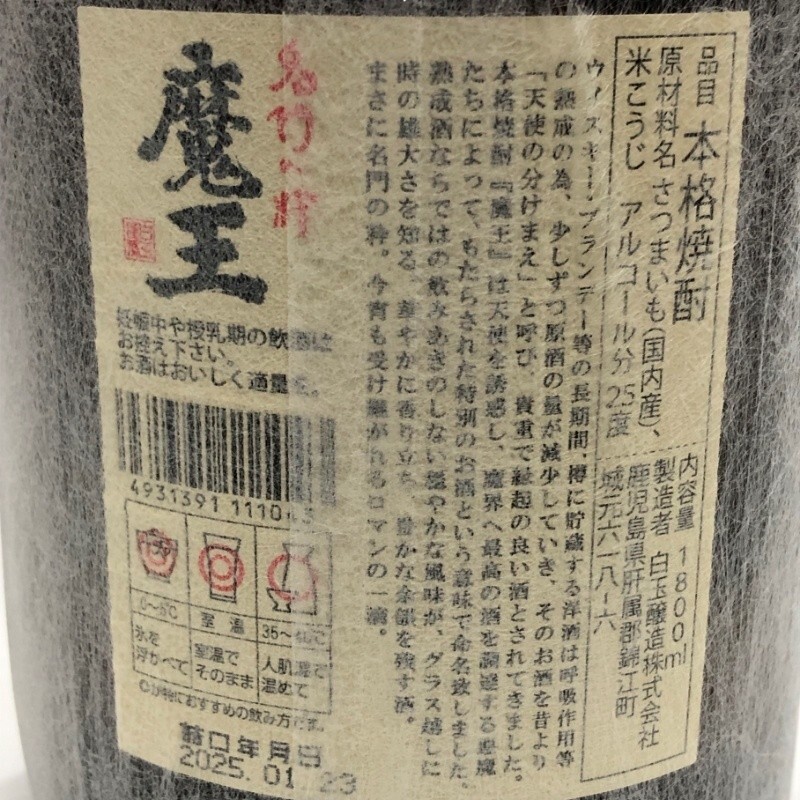 品目 本格焼酎
原材料名 さつまいも(国内産)、
米こうじ アルコール分25度
内容量 1800ml
製造者 白玉醸造株式会社
鹿児島県肝属郡錦江町
城元六一八-六
ウイスキー・ブランデー等の長期間、樽に貯蔵する洋酒は呼吸作用等
の熟成の為、少しずつ原酒の量が減少していき、そのお酒を昔より
「天使の分けまえ」と呼び、貴重で縁起の良い酒とされてきました。
本格焼酎『魔王』は天使を誘惑し、魔界へ最高の酒を調達する悪魔
たちによって、もたらされた特別のお酒という意味で命名致しました。
熟成酒ならではの飲みあきのしない穏やかな風味が、グラス越しに
時の雄大さを知る。華やかに香り立ち、豊かな余韻を残す酒。
まさに名門の粋。今宵も受け継がれるロマンの一滴。
名門の粋
魔王
妊娠中や授乳期の飲酒は
お控え下さい。
お酒はおいしく適量を。
4931391 111043
0〜5℃
氷を
浮かべて
室温
室温で
そのまま
人肌温で
温めて
◎が特におすすめの飲み方です。
詰口年月日
2025.01 23